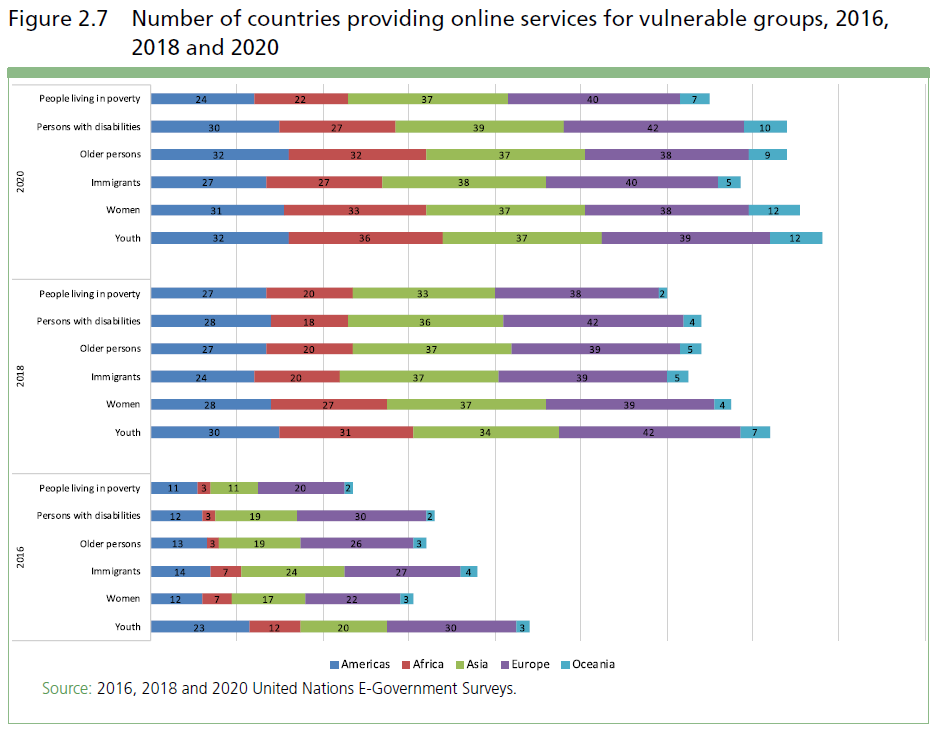 Figure 2.7 Number of countries providing online services for vulnerable groups, 2016,
2018 and 2020
2020
People living in poverty 24 22 37 40 7
Persons with disabilities 30 27 39 42 10
Older persons 32 32 37 38 9
Immigrants 27 27 38 40 5
Women 31 33 37 38 12
Youth 32 36 37 39 12
2018
People living in poverty 27 20 33 38 2
Persons with disabilities 28 18 36 42 4
Older persons 27 20 37 39 5
Immigrants 24 20 37 39 5
Women 28 27 37 39 4
Youth 30 31 34 42 7
2016
People living in poverty 11 3 11 20 2
Persons with disabilities 12 3 19 30 2
Older persons 13 3 19 26 3
Immigrants 14 7 24 27 4
Women 12 7 17 22 3
Youth 23 12 20 30 3
Americas Africa Asia Europe Oceania
Source: 2016, 2018 and 2020 United Nations E-Government Surveys.